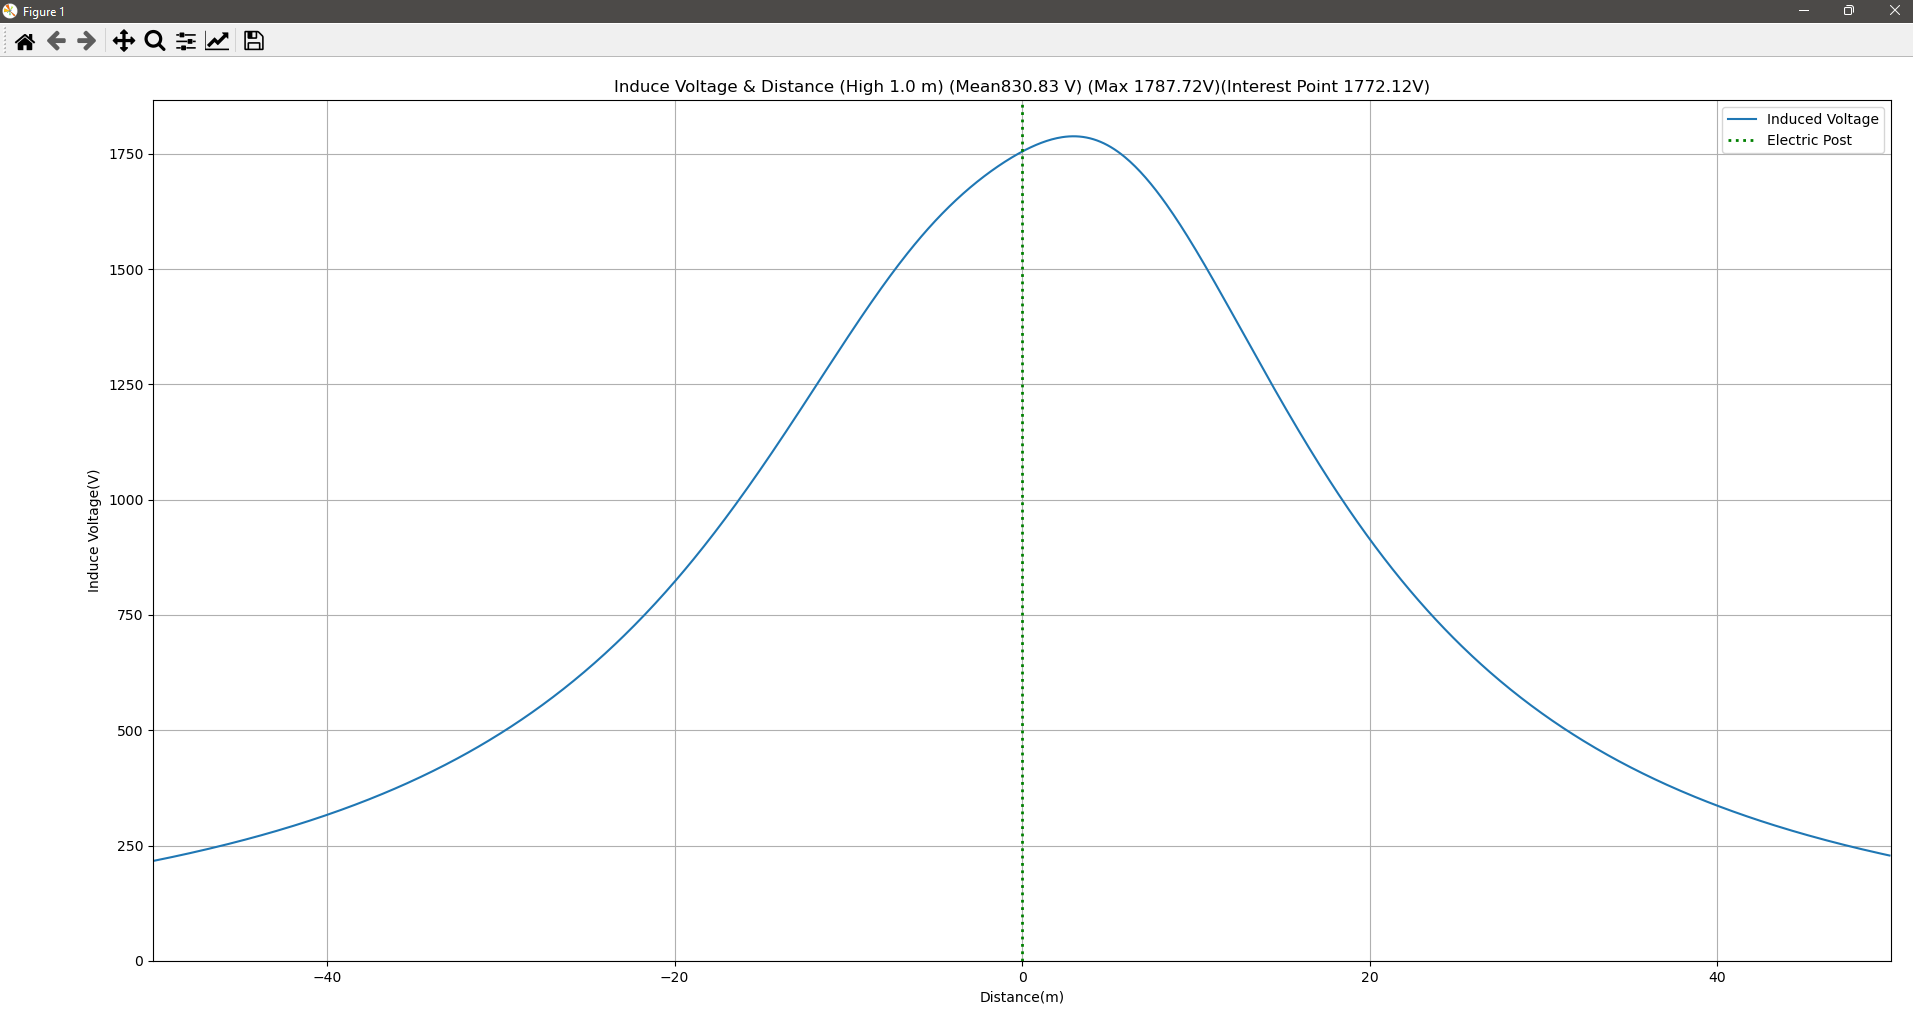 Figure 1
Induce Voltage & Distance (High 1.0 m) (Mean830.83 V) (Max 1787.72V)(Interest Point 1772.12V)
Induced Voltage
Electric Post
1750
1500
1250
1000
750
500
250
0
Induce Voltage(V)
−40 −20 0 20 40
Distance(m)